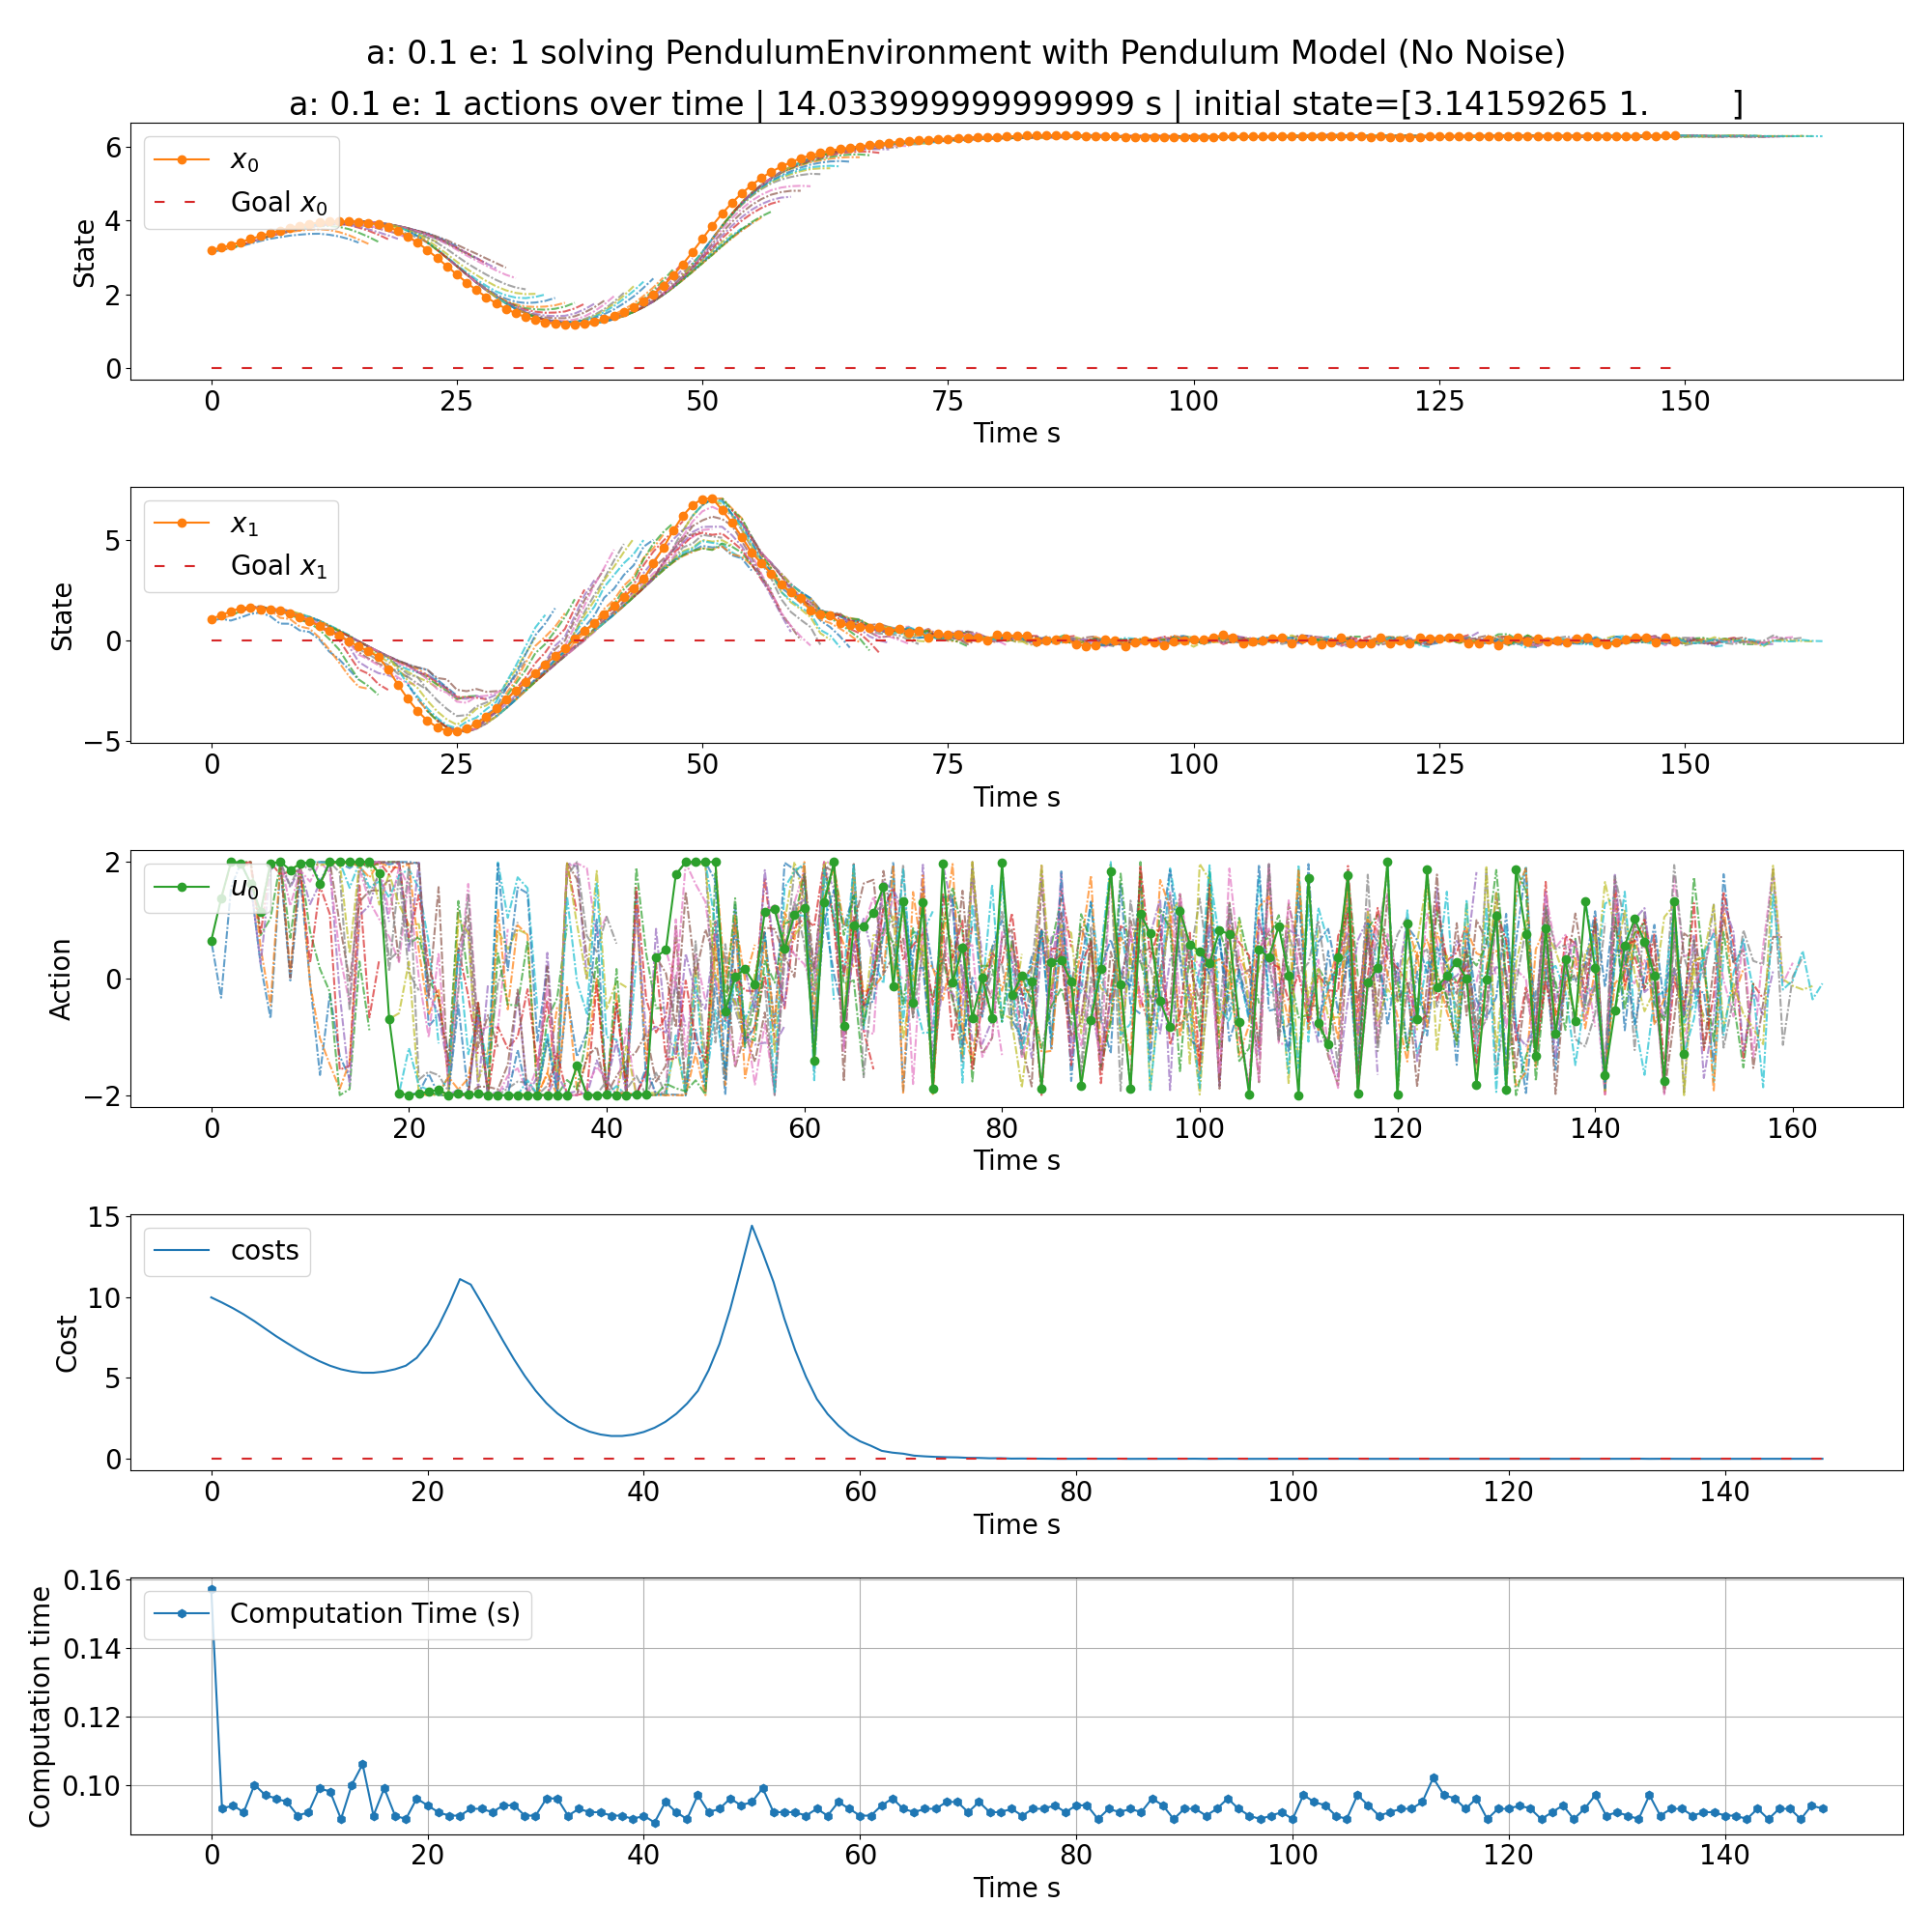 a: 0.1 e: 1 solving PendulumEnvironment with Pendulum Model (No Noise)
a: 0.1 e: 1 actions over time | 14.033999999999999 s | initial state=[3.14159265 1. ]
State
6
4
2
0
x₀
Goal x₀
0 25 50 75 100 125 150
Time s
State
5
0
−5
x₁
Goal x₁
0 25 50 75 100 125 150
Time s
Action
2
0
−2
u₀
0 20 40 60 80 100 120 140 160
Time s
Cost
15
10
5
0
costs
0 20 40 60 80 100 120 140
Time s
Computation time
0.16
0.14
0.12
0.10
Computation Time (s)
0 20 40 60 80 100 120 140
Time s